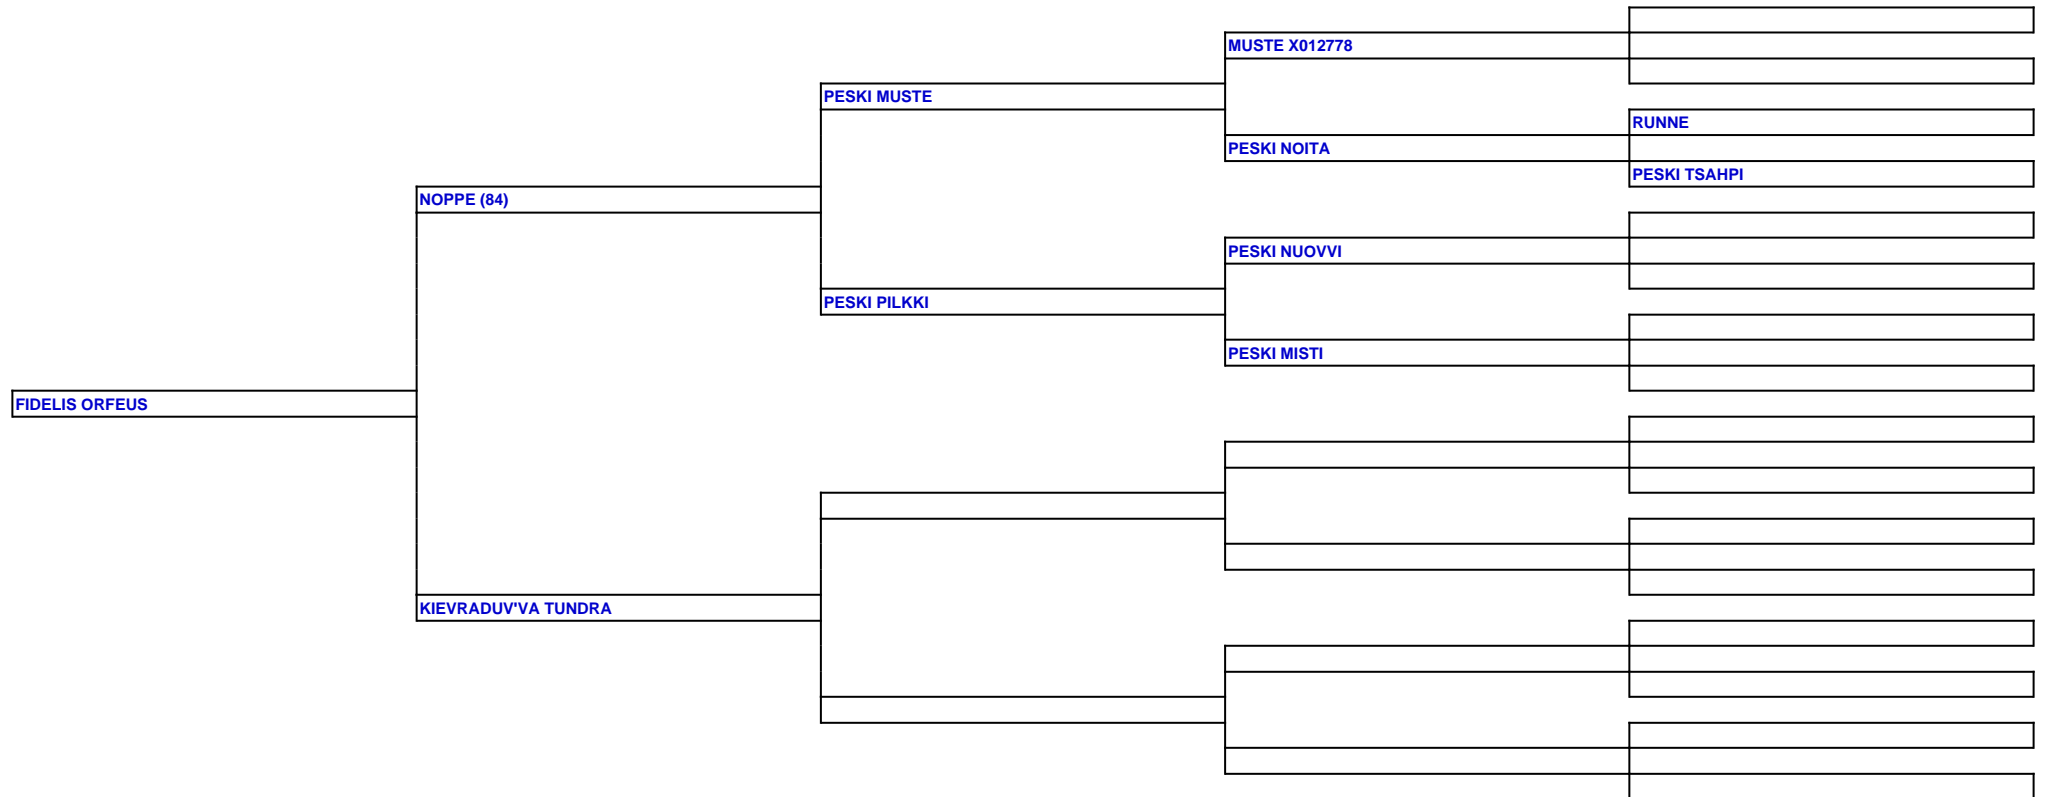 MUSTE X012778
PESKI MUSTE
RUNNE
PESKI NOITA
PESKI TSAHPI
NOPPE (84)
PESKI NUOVVI
PESKI PILKKI
PESKI MISTI
FIDELIS ORFEUS
KIEVRADUV'VA TUNDRA